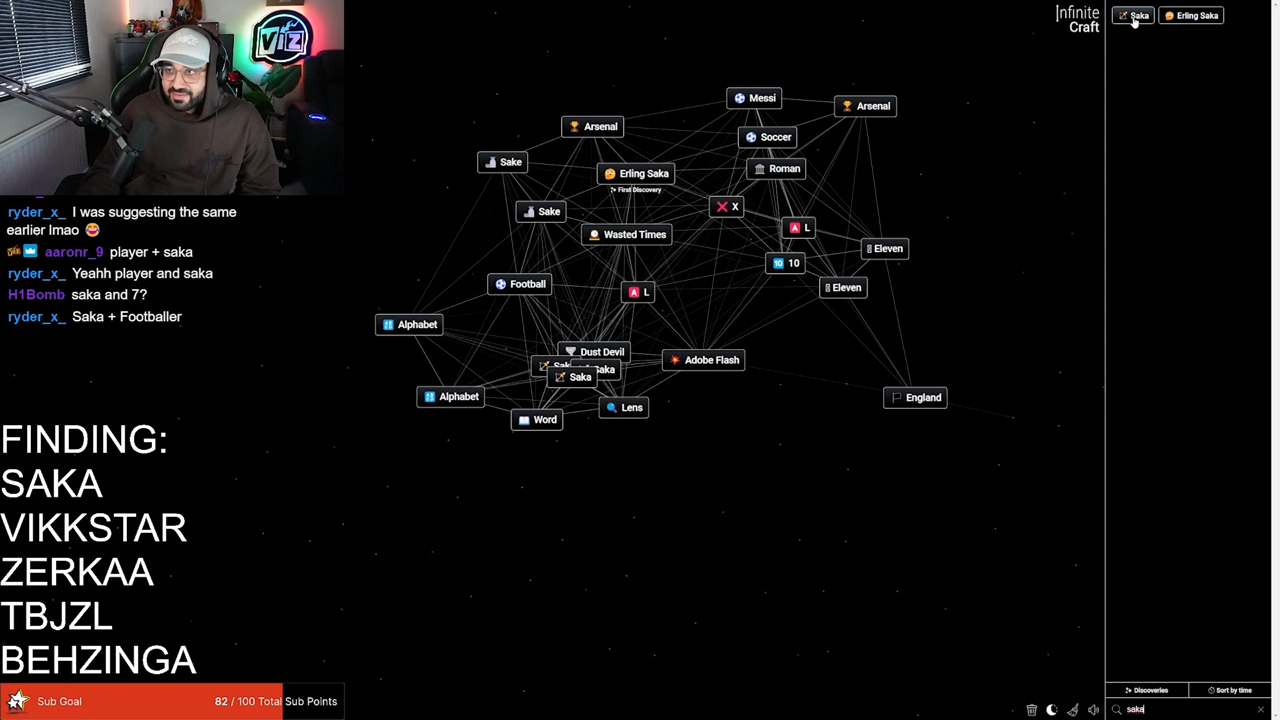 VIZ
ryder_x_ I was suggesting the same
earlier lmao 😂
aaronr_9 player + saka
ryder_x_ Yeahh player and saka
H1Bomb saka and 7?
ryder_x_ Saka + Footballer
FINDING:
SAKA
VIKKSTAR
ZERKAA
TBJZL
BEHZINGA
Sub Goal 82 / 100 Total Sub Points
Infinite
Craft
Messi
Arsenal
Arsenal
Soccer
Sake
Roman
Erling Saka
First Discovery
X
Sake
L
Wasted Times
Eleven
10
Football
Eleven
L
Alphabet
Dust Devil
Adobe Flash
Saka
Alphabet
England
Lens
Word
Saka
Erling Saka
Discoveries
Sort by time
saka